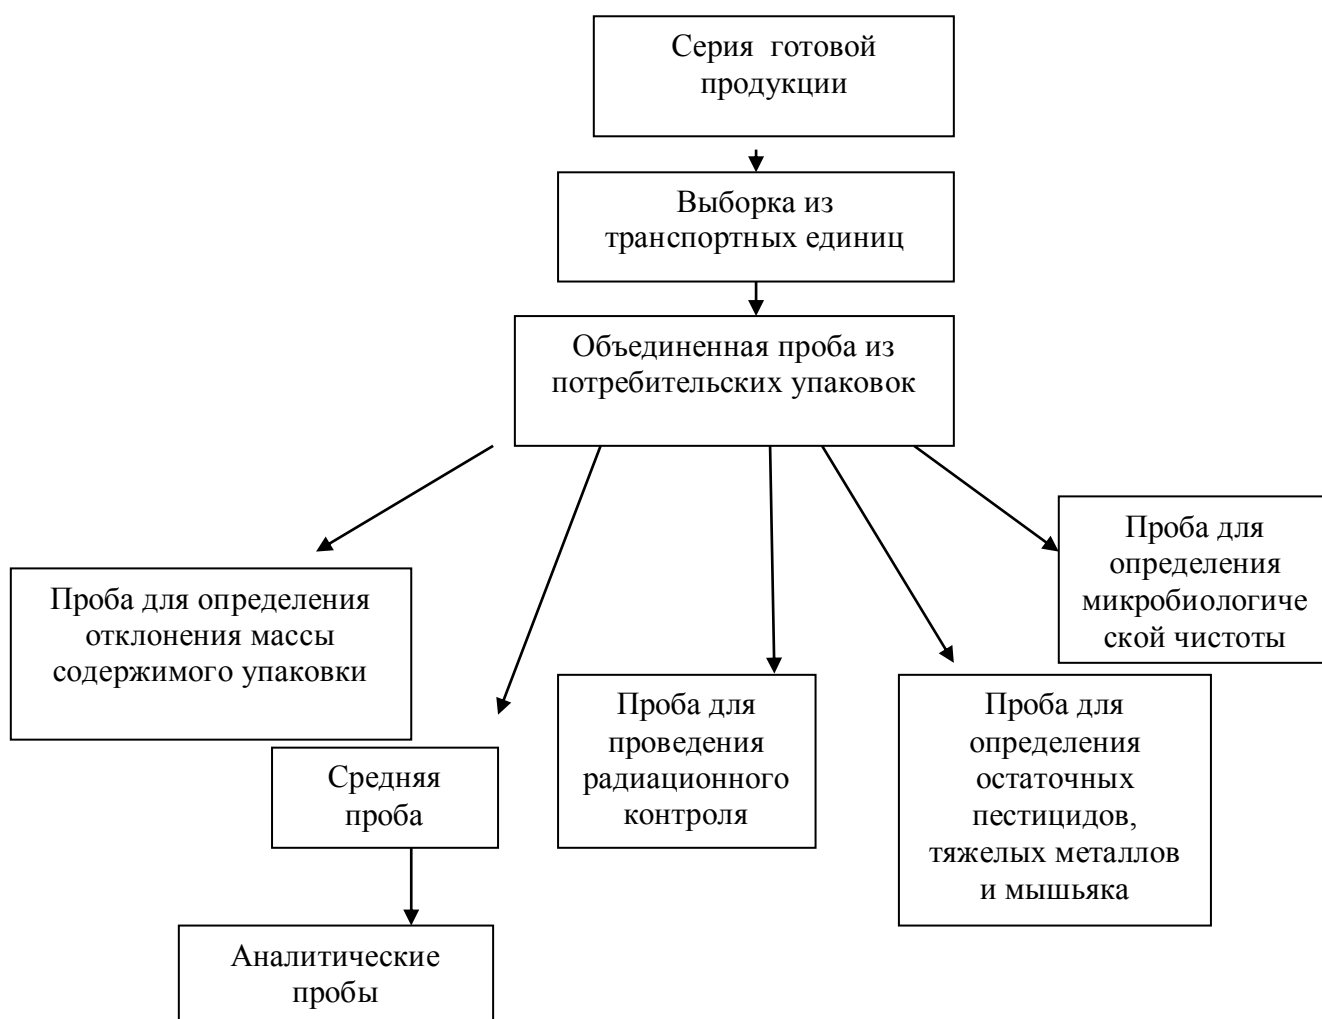 Серия готовой
продукции
Выборка из
транспортных единиц
Объединенная проба из
потребительских упаковок
Проба для определения
отклонения массы
содержимого упаковки
Средняя
проба
Аналитические
пробы
Проба для
проведения
радиационного
контроля
Проба для
определения
остаточных
пестицидов,
тяжелых металлов
и мышьяка
Проба для
определения
микробиологиче
ской чистоты